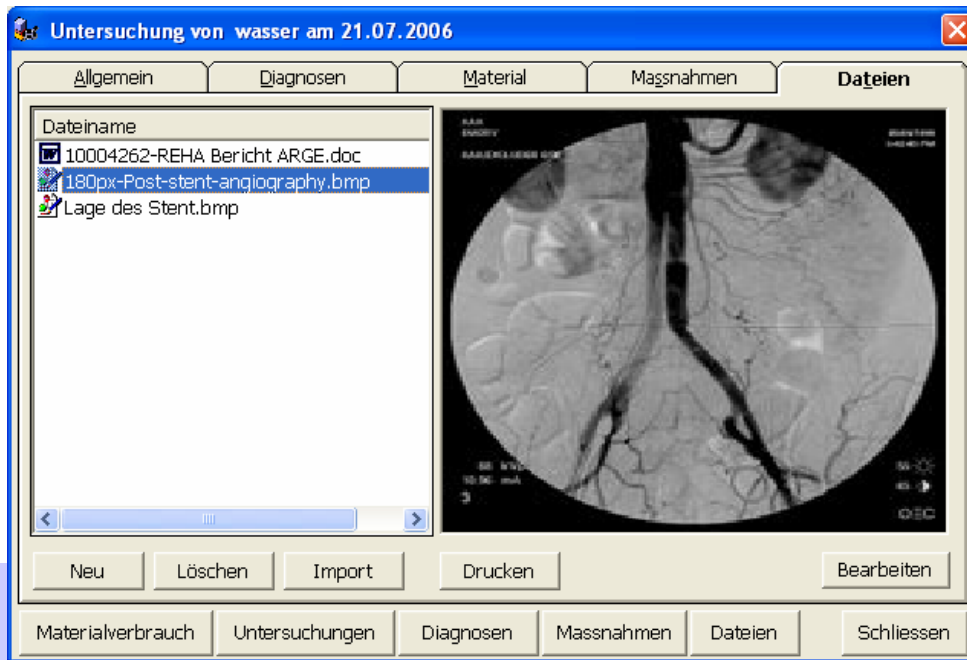 Untersuchung von wasser am 21.07.2006
Allgemein Diagnosen Material Massnahmen Dateien
Dateiname
10004262-REHA Bericht ARGE.doc
180px-Post-stent-angiography.bmp
Lage des Stent.bmp
Neu Löschen Import Drucken Bearbeiten
Materialverbrauch Untersuchungen Diagnosen Massnahmen Dateien Schliessen